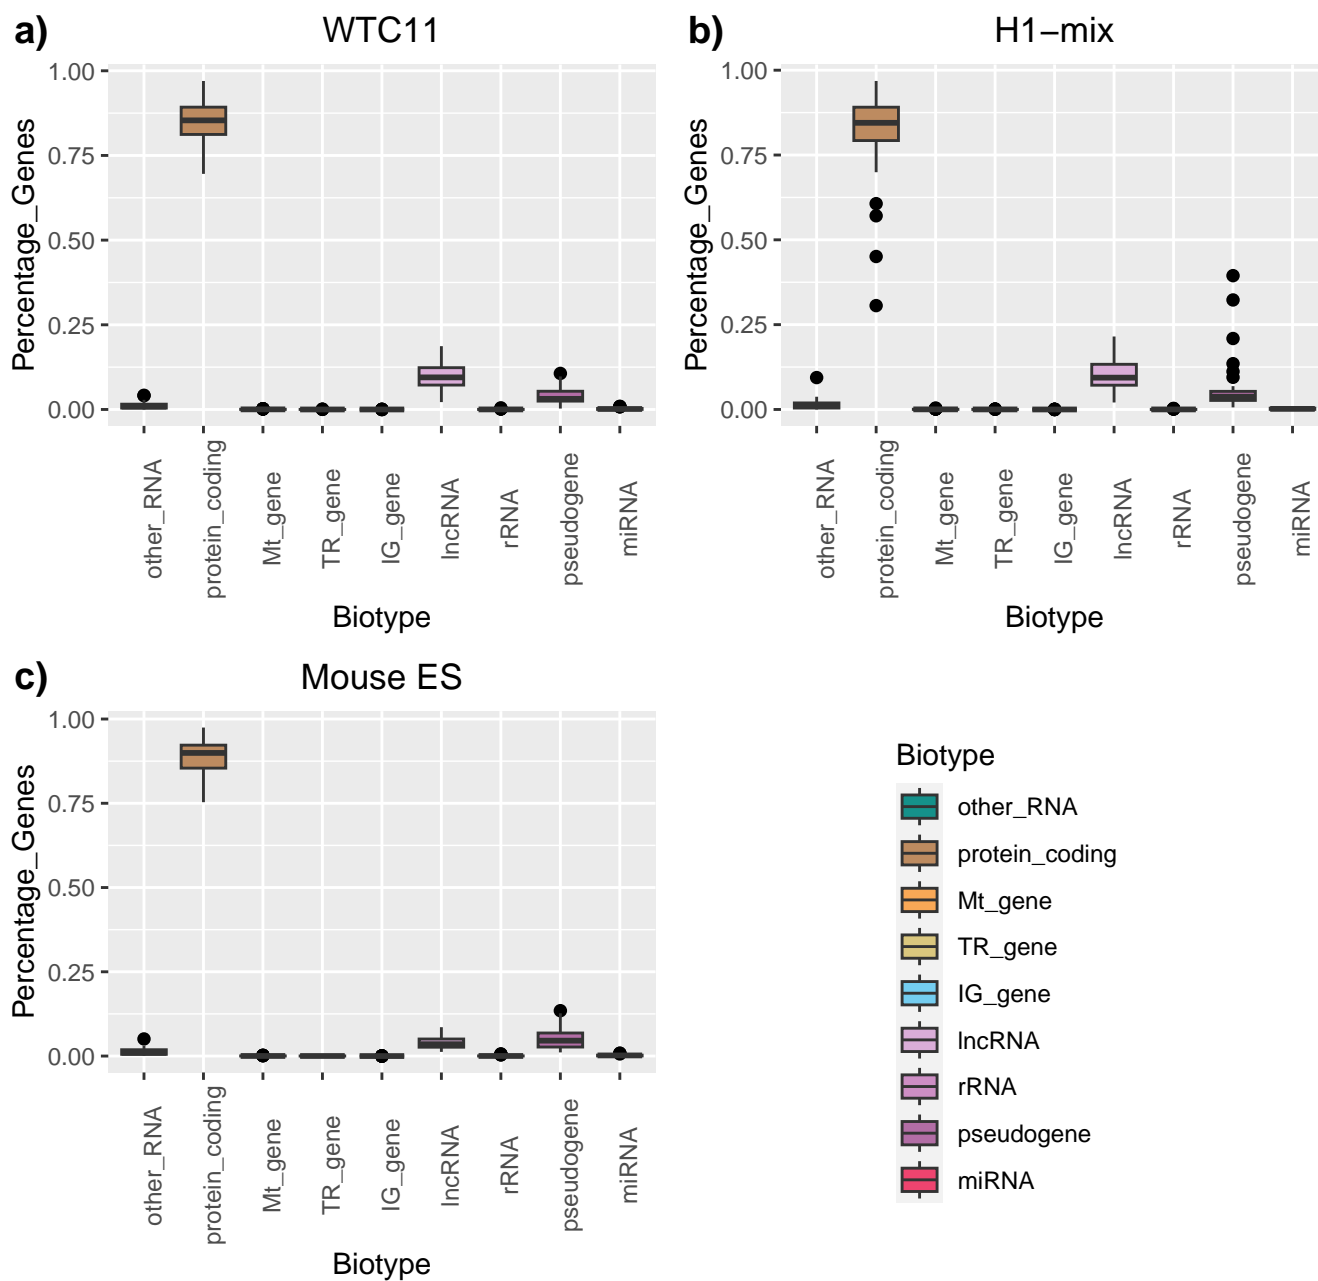 a)
WTC11
Percentage_Genes
1.00
0.75
0.50
0.25
0.00
other_RNA
protein_coding
Mt_gene
TR_gene
IG_gene
lncRNA
rRNA
pseudogene
miRNA
Biotype
b)
H1−mix
Percentage_Genes
1.00
0.75
0.50
0.25
0.00
other_RNA
protein_coding
Mt_gene
TR_gene
IG_gene
lncRNA
rRNA
pseudogene
miRNA
Biotype
c)
Mouse ES
Percentage_Genes
1.00
0.75
0.50
0.25
0.00
other_RNA
protein_coding
Mt_gene
TR_gene
IG_gene
lncRNA
rRNA
pseudogene
miRNA
Biotype
Biotype
other_RNA
protein_coding
Mt_gene
TR_gene
IG_gene
lncRNA
rRNA
pseudogene
miRNA